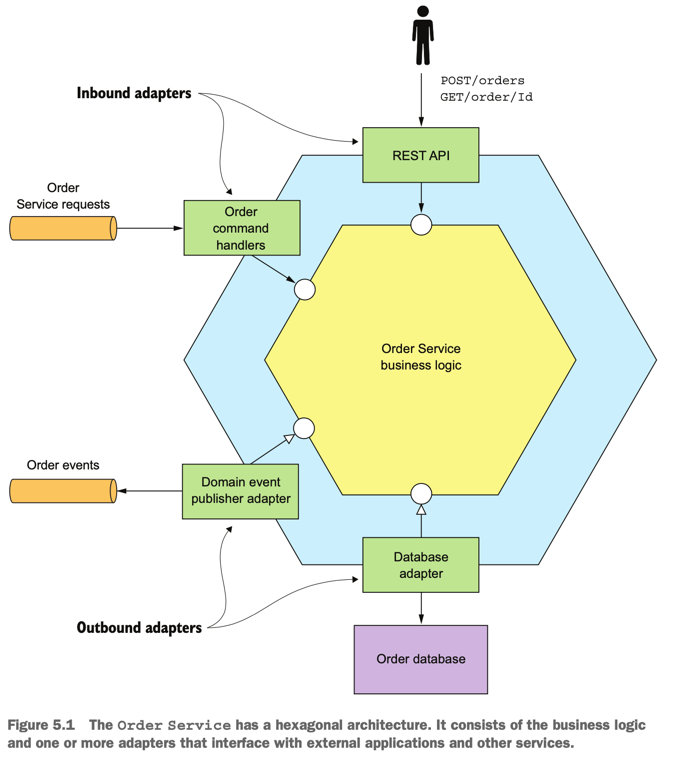 POST/orders
GET/order/Id
Inbound adapters
REST API
Order
Service requests
Order
command
handlers
Order Service
business logic
Order events
Domain event
publisher adapter
Database
adapter
Outbound adapters
Order database
Figure 5.1 The Order Service has a hexagonal architecture. It consists of the business logic
and one or more adapters that interface with external applications and other services.